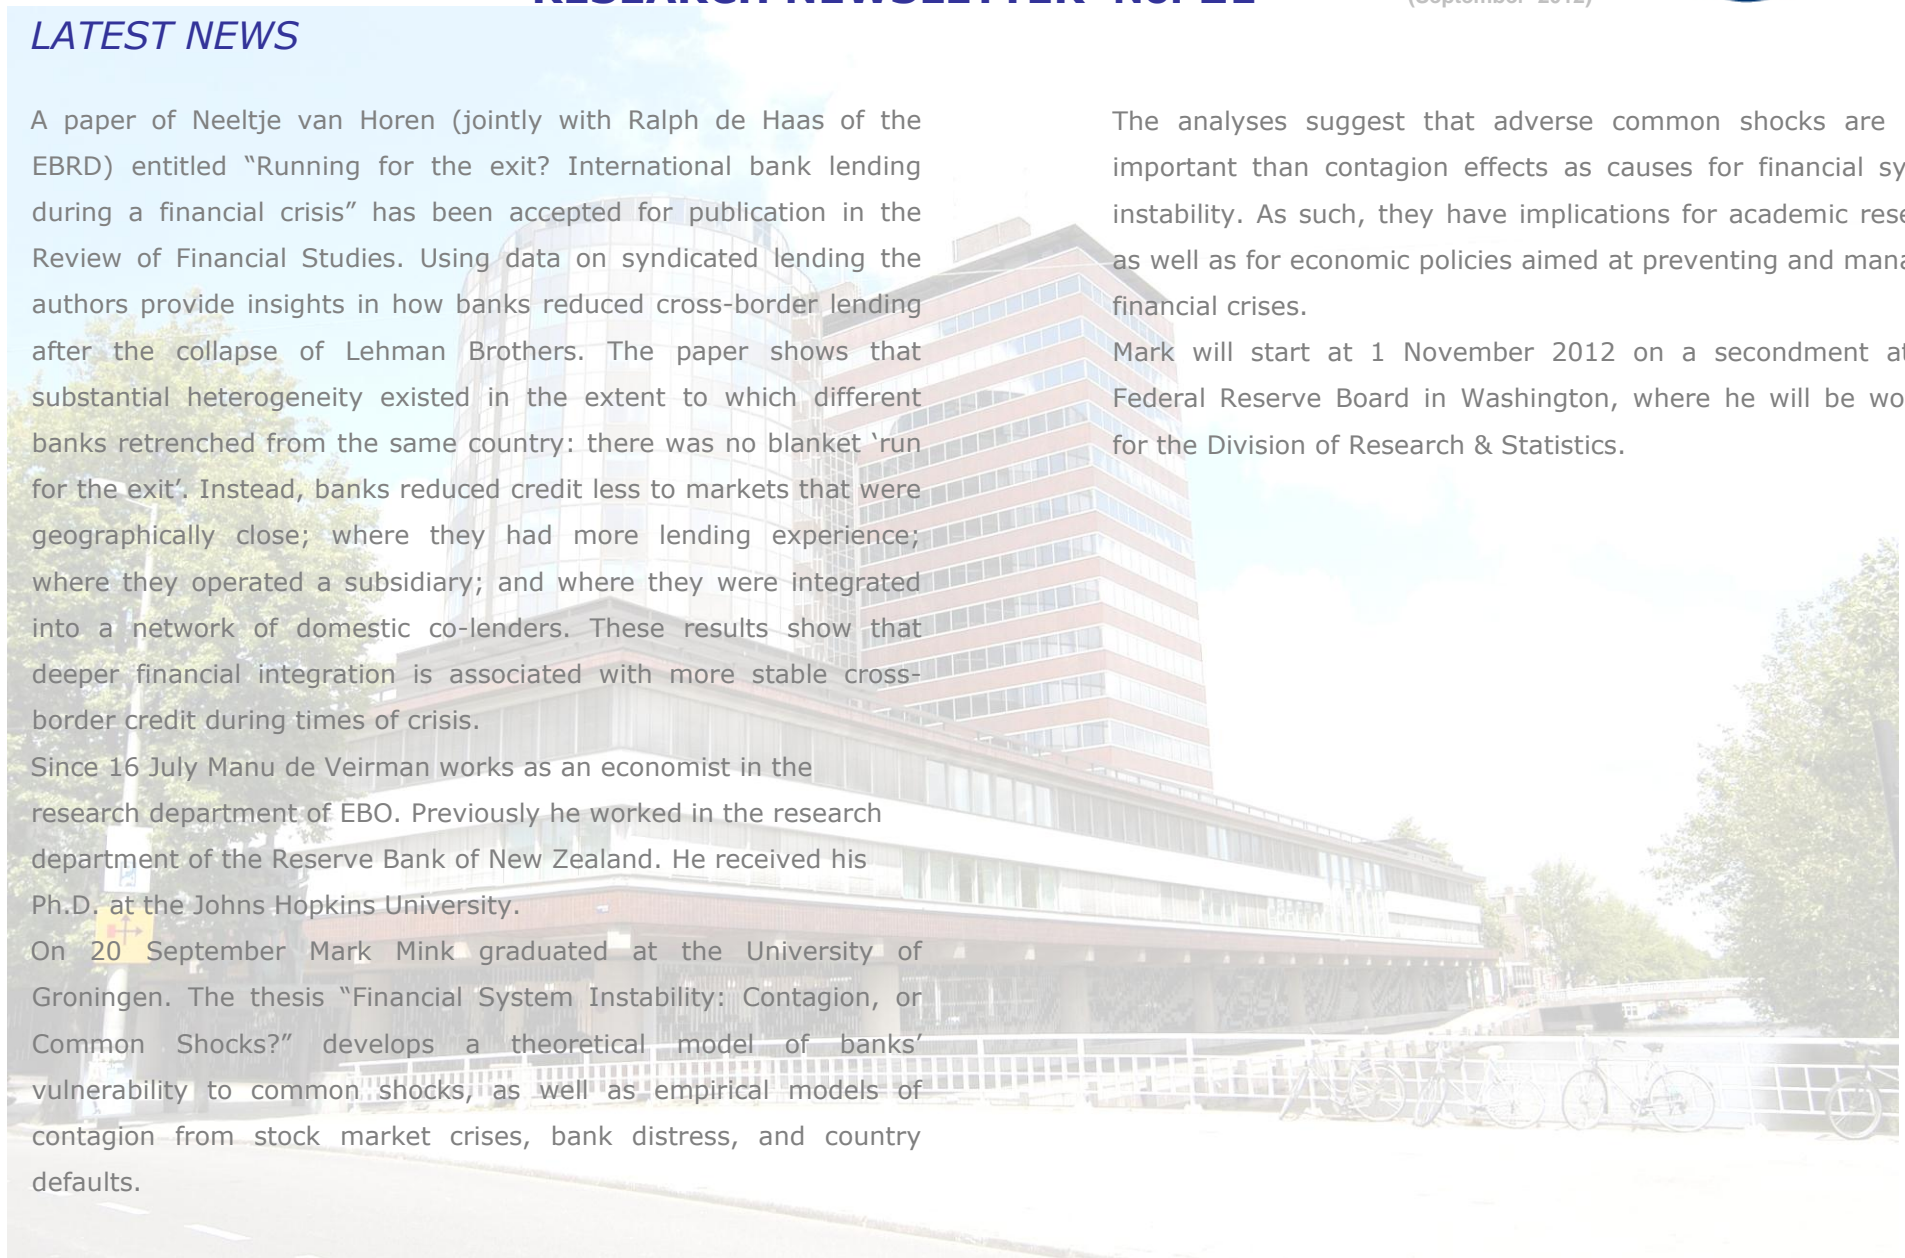 RESEARCH NEWSLETTER No. 21
(September 2012)
LATEST NEWS
A paper of Neeltje van Horen (jointly with Ralph de Haas of the
EBRD) entitled “Running for the exit? International bank lending
during a financial crisis” has been accepted for publication in the
Review of Financial Studies. Using data on syndicated lending the
authors provide insights in how banks reduced cross-border lending
after the collapse of Lehman Brothers. The paper shows that
substantial heterogeneity existed in the extent to which different
banks retrenched from the same country: there was no blanket ‘run
for the exit’. Instead, banks reduced credit less to markets that were
geographically close; where they had more lending experience;
where they operated a subsidiary; and where they were integrated
into a network of domestic co-lenders. These results show that
deeper financial integration is associated with more stable cross-
border credit during times of crisis.
Since 16 July Manu de Veirman works as an economist in the
research department of EBO. Previously he worked in the research
department of the Reserve Bank of New Zealand. He received his
Ph.D. at the Johns Hopkins University.
On 20 September Mark Mink graduated at the University of
Groningen. The thesis “Financial System Instability: Contagion, or
Common Shocks?” develops a theoretical model of banks’
vulnerability to common shocks, as well as empirical models of
contagion from stock market crises, bank distress, and country
defaults.
The analyses suggest that adverse common shocks are
important than contagion effects as causes for financial sy
instability. As such, they have implications for academic rese
as well as for economic policies aimed at preventing and mana
financial crises.
Mark will start at 1 November 2012 on a secondment at
Federal Reserve Board in Washington, where he will be wo
for the Division of Research & Statistics.